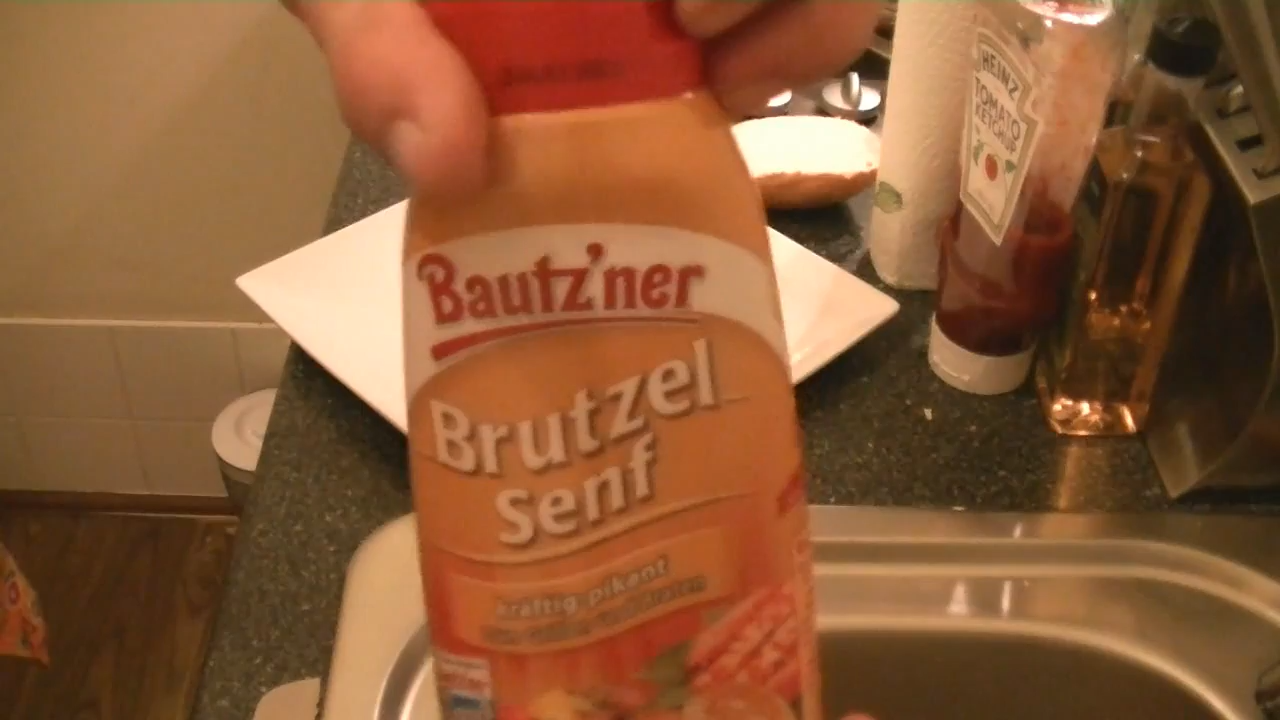 Bautz'ner
Brutzel
senf
kräftig-pikant
HEINZ
TOMATO
KETCHUP